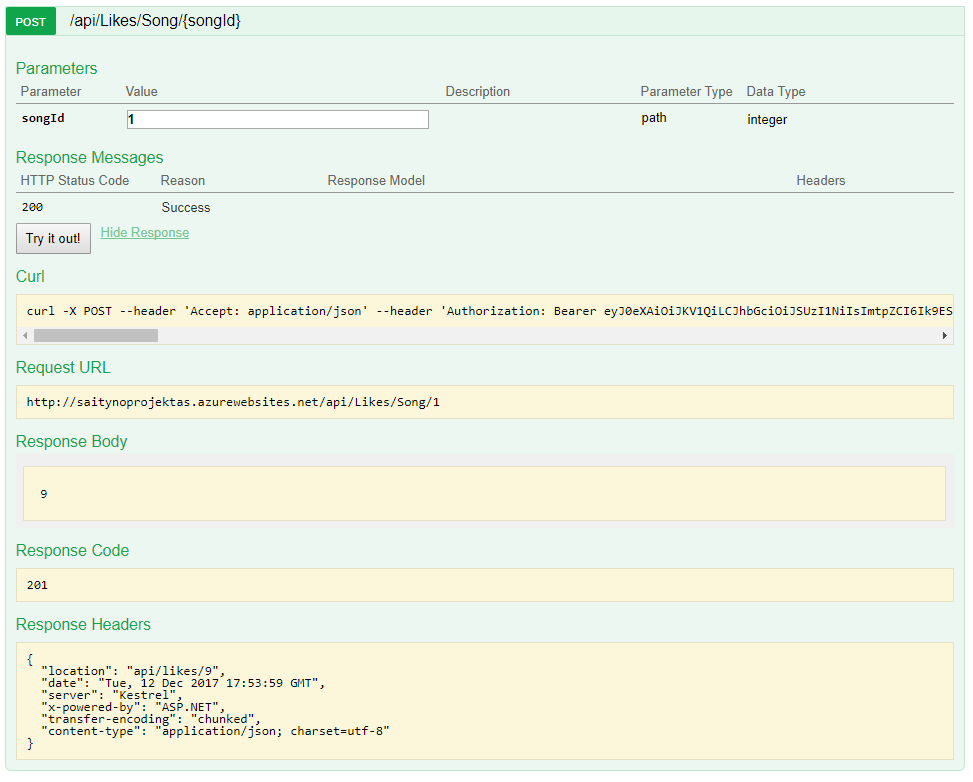 POST /api/Likes/Song/{songId}
Parameters
Parameter Value Description Parameter Type Data Type
songId 1 path integer
Response Messages
HTTP Status Code Reason Response Model Headers
200 Success
Try it out! Hide Response
Curl
curl -X POST --header 'Accept: application/json' --header 'Authorization: Bearer eyJ0eXAiOiJKV1QiLCJhbGciOiJSUzI1NiIsImtpZCI6Ik9ES
Request URL
http://saitynoprojektas.azurewebsites.net/api/Likes/Song/1
Response Body
9
Response Code
201
Response Headers
{
"location": "api/likes/9",
"date": "Tue, 12 Dec 2017 17:53:59 GMT",
"server": "Kestrel",
"x-powered-by": "ASP.NET",
"transfer-encoding": "chunked",
"content-type": "application/json; charset=utf-8"
}